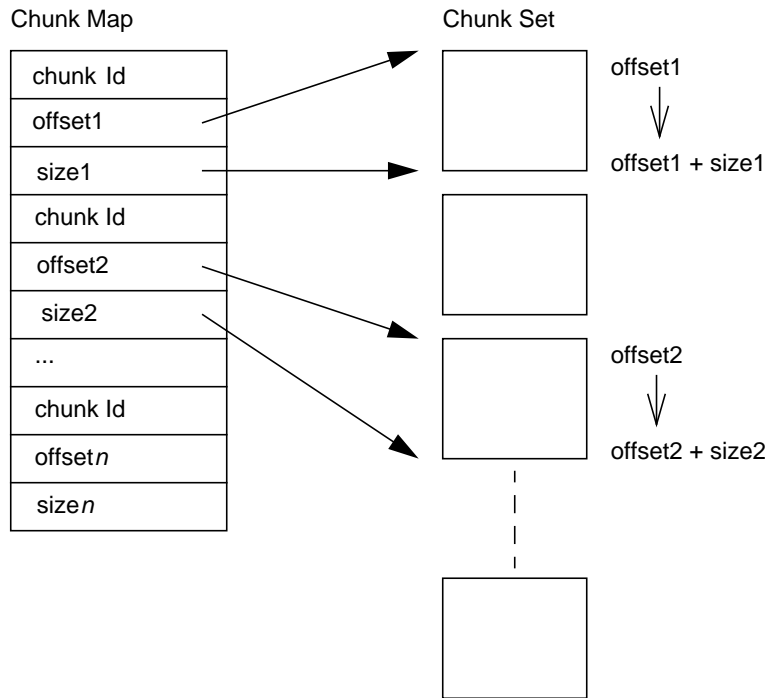 Chunk Map
chunk Id
offset1
size1
chunk Id
offset2
size2
...
chunk Id
offsetn
sizen
Chunk Set
offset1
offset1 + size1
offset2
offset2 + size2